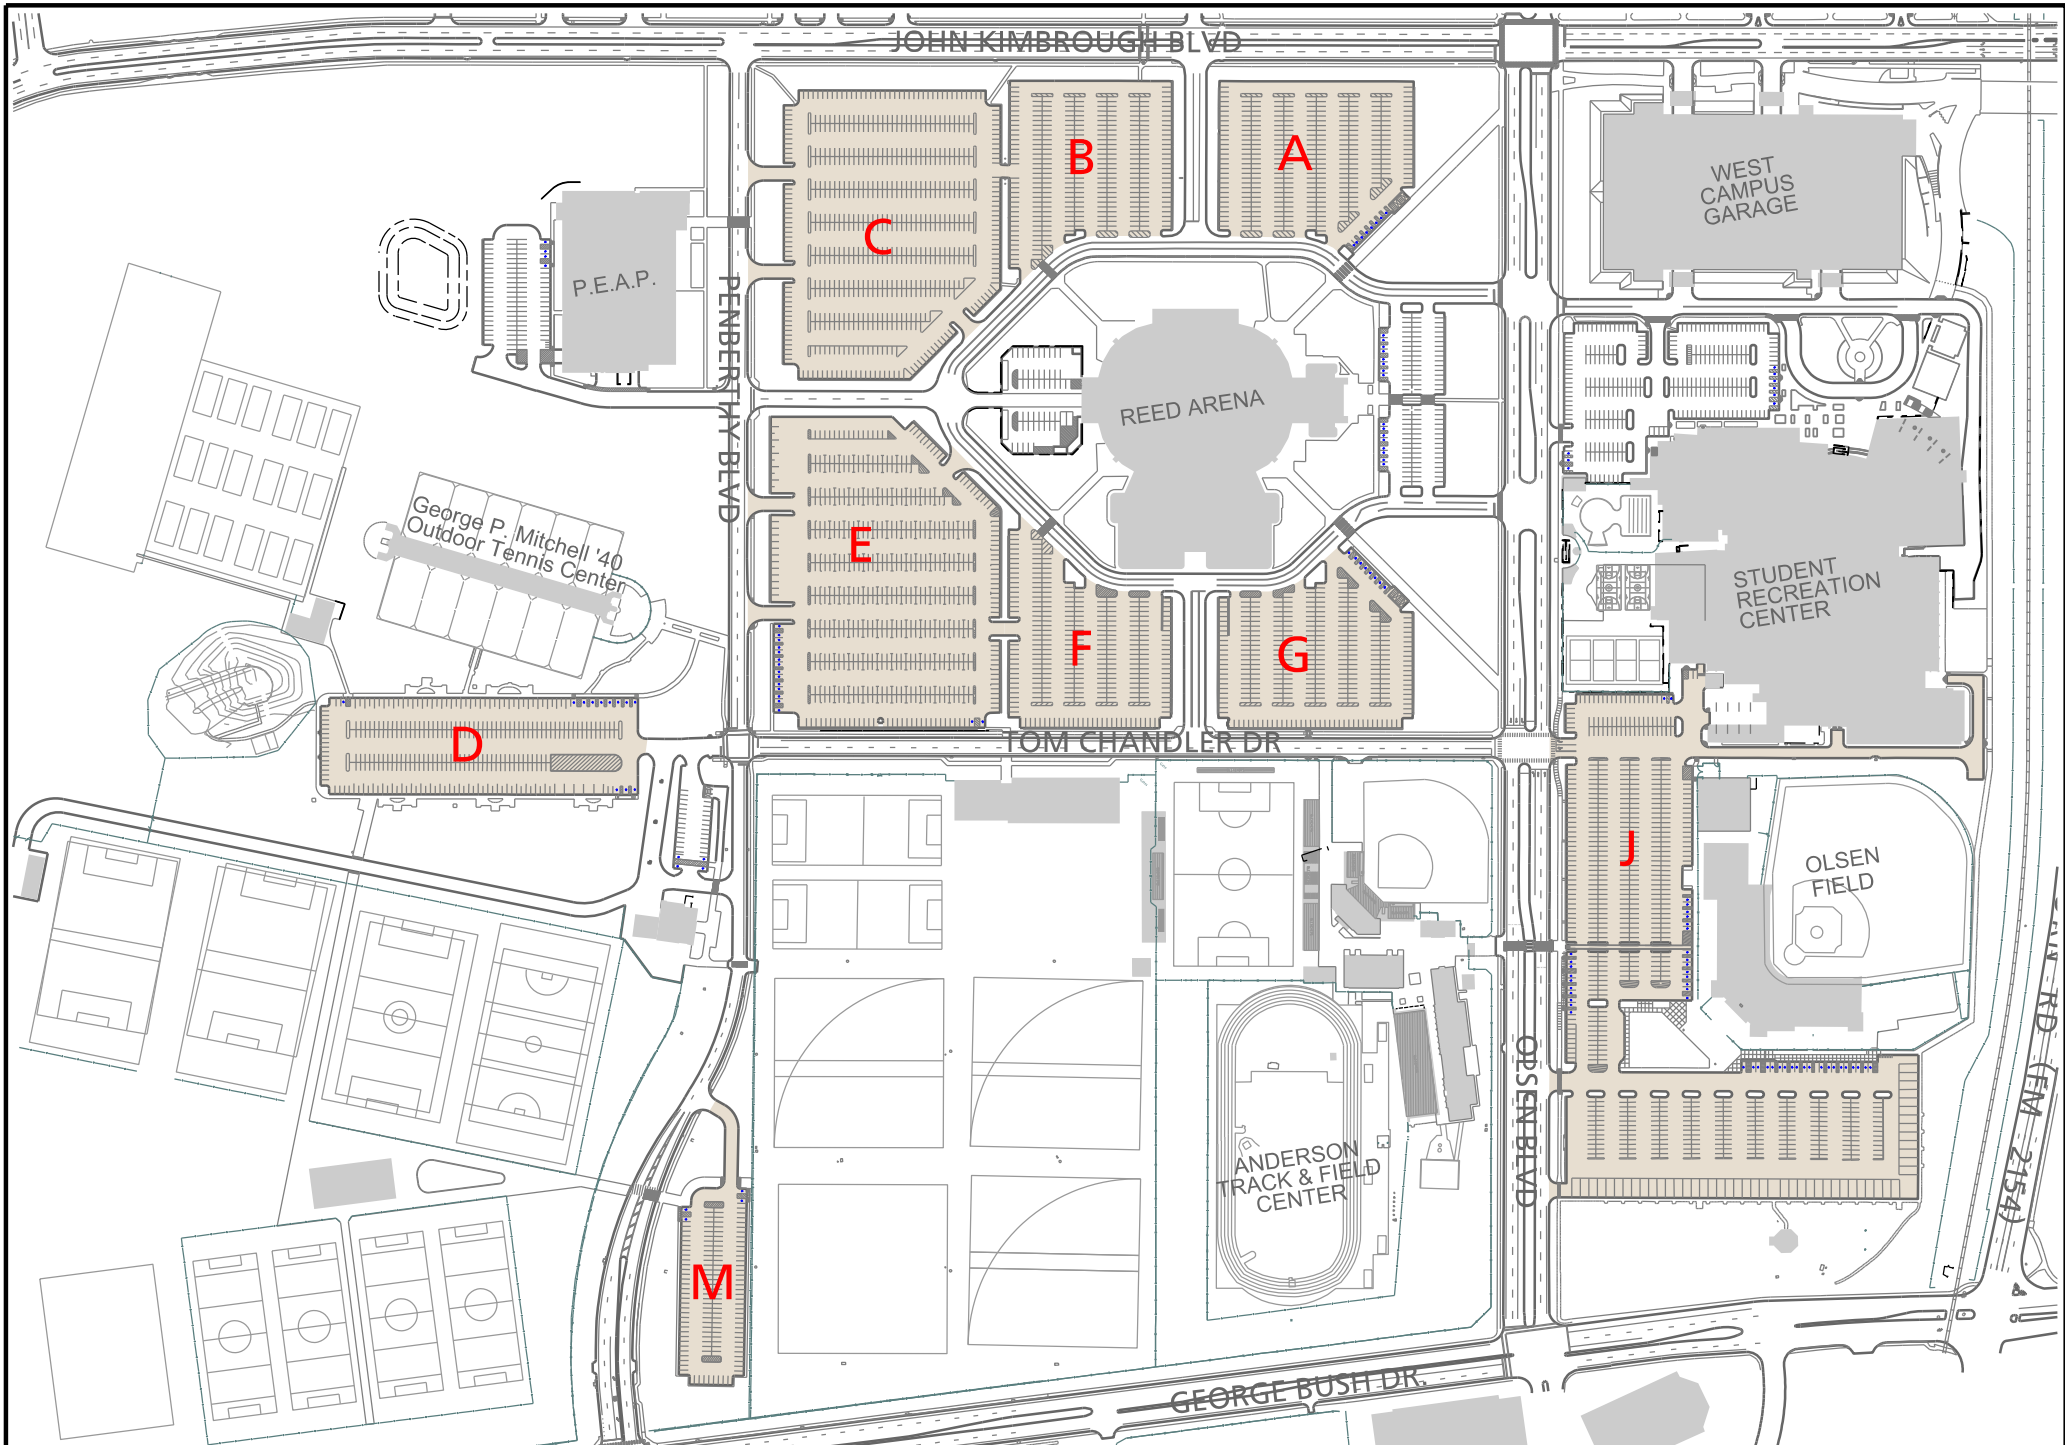 JOHN KIMBROUGH BLVD
B
A
WEST
CAMPUS
GARAGE
C
P.E.A.P.
PENBERTHY BLVD
REED ARENA
George P. Mitchell '40
Outdoor Tennis Center
E
STUDENT
RECREATION
CENTER
F
G
D
TOM CHANDLER DR
J
OLSEN
FIELD
OLSEN BLVD
RD (FM 2154)
ANDERSON
TRACK & FIELD
CENTER
M
GEORGE BUSH DR